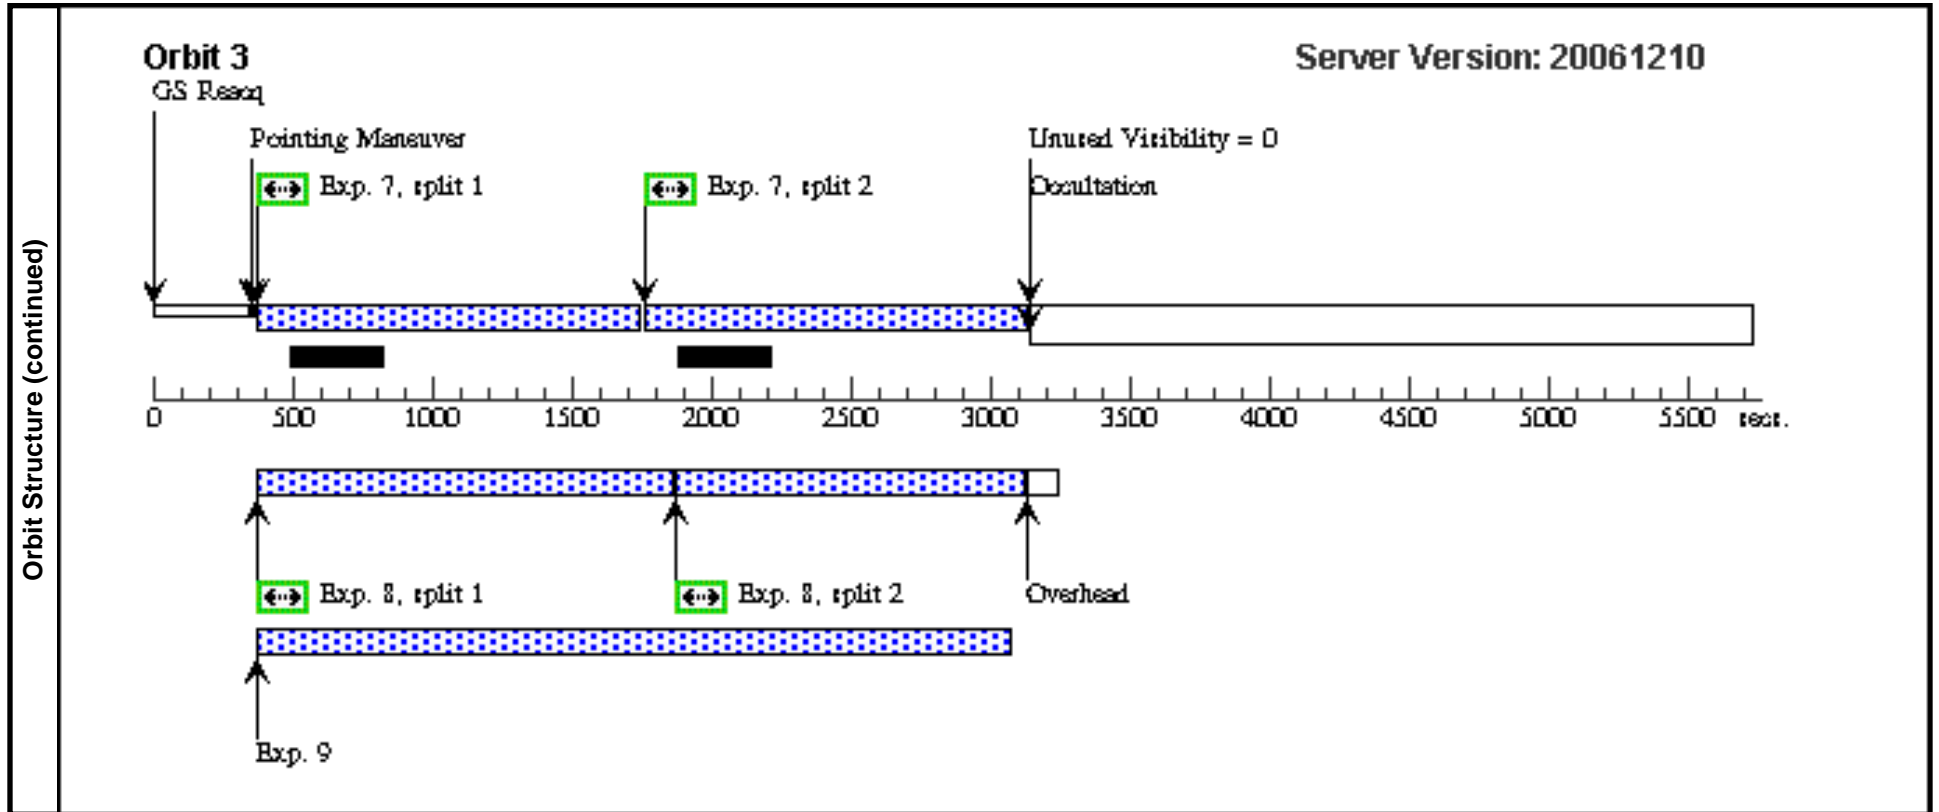 Orbit Structure (continued)
Orbit 3
Server Version: 20061210
GS Reacq
Pointing Maneuver
Unused Visibility = 0
Exp. 7, split 1
Exp. 7, split 2
Occultation
0 500 1000 1500 2000 2500 3000 3500 4000 4500 5000 5500 secs.
Exp. 8, split 1
Exp. 8, split 2
Overhead
Exp. 9